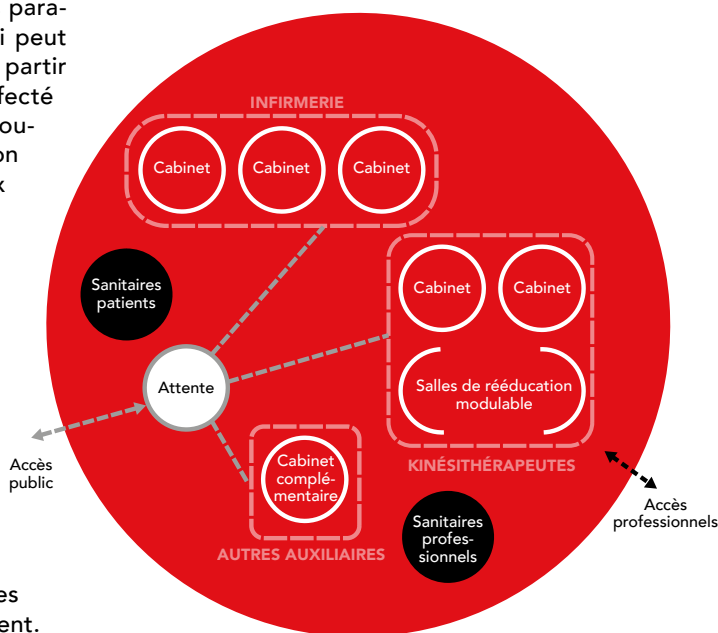 para-
i peut
partir
fecté
ou-
on
x
INFIRMERIE
Cabinet
Cabinet
Cabinet
Sanitaires
patients
Cabinet
Cabinet
Attente
Salles de rééducation
modulable
Accès
public
KINÉSITHÉRAPEUTES
Cabinet
complé-
mentaire
Accès
professionnels
Sanitaires
profes-
sionnels
AUTRES AUXILIAIRES
es
ent.